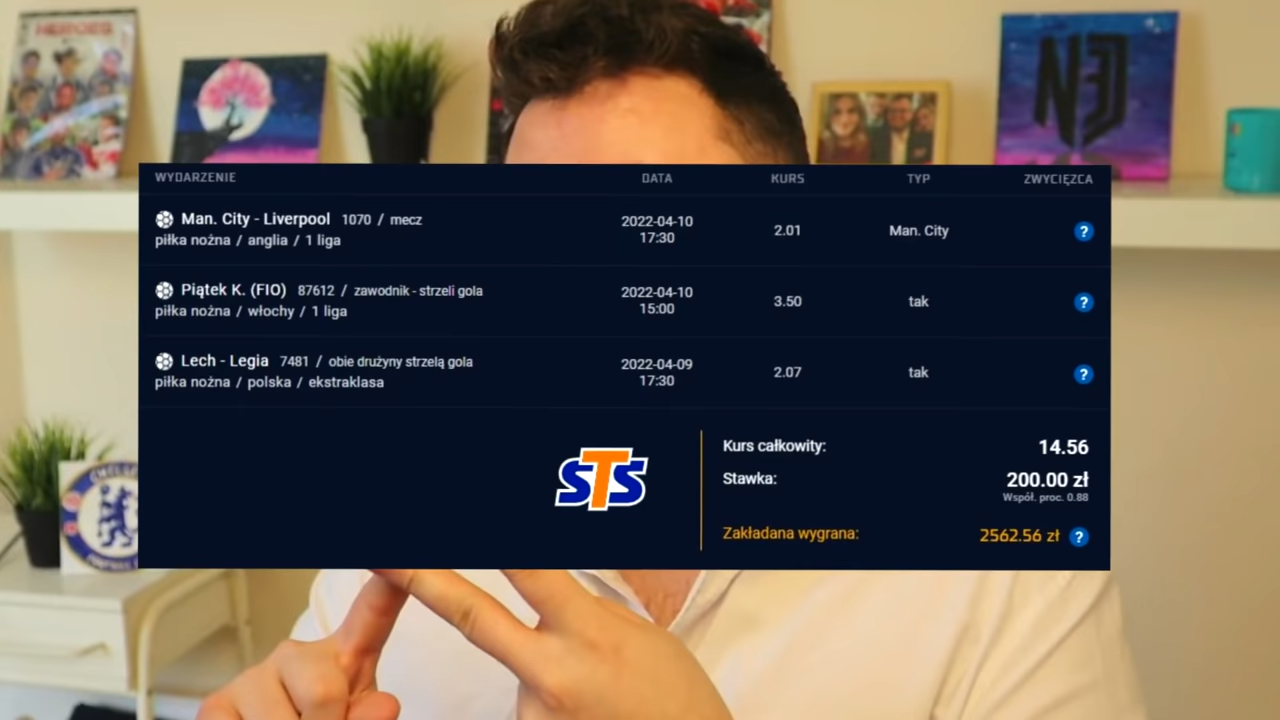 HEROES
NEJ
WYDARZENIE DATA KURS TYP ZWYCIĘZCA
Man. City - Liverpool 1070 / mecz 2022-04-10 2.01 Man. City ?
piłka nożna / anglia / 1 liga 17:30
Piątek K. (FIO) 87612 / zawodnik - strzeli gola 2022-04-10 3.50 tak ?
piłka nożna / włochy / 1 liga 15:00
Lech - Legia 7481 / obie drużyny strzelą gola 2022-04-09 2.07 tak ?
piłka nożna / polska / ekstraklasa 17:30
CHELSE
FOOTBALL
STS
Kurs całkowity: 14.56
Stawka: 200.00 zł
Współ. proc. 0.88
Zakładana wygrana: 2562.56 zł ?